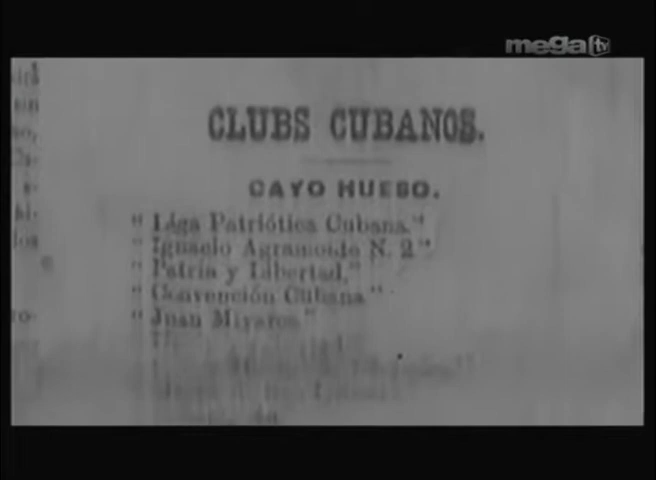 mega tv
CLUBS CUBANOS.
CAYO HUESO.
"Liga Patriótica Cubana"
"Ignacio Agramonte N. 2"
"Patria y Libertad,"
"Convención Cubana"
"Juan Miyares"